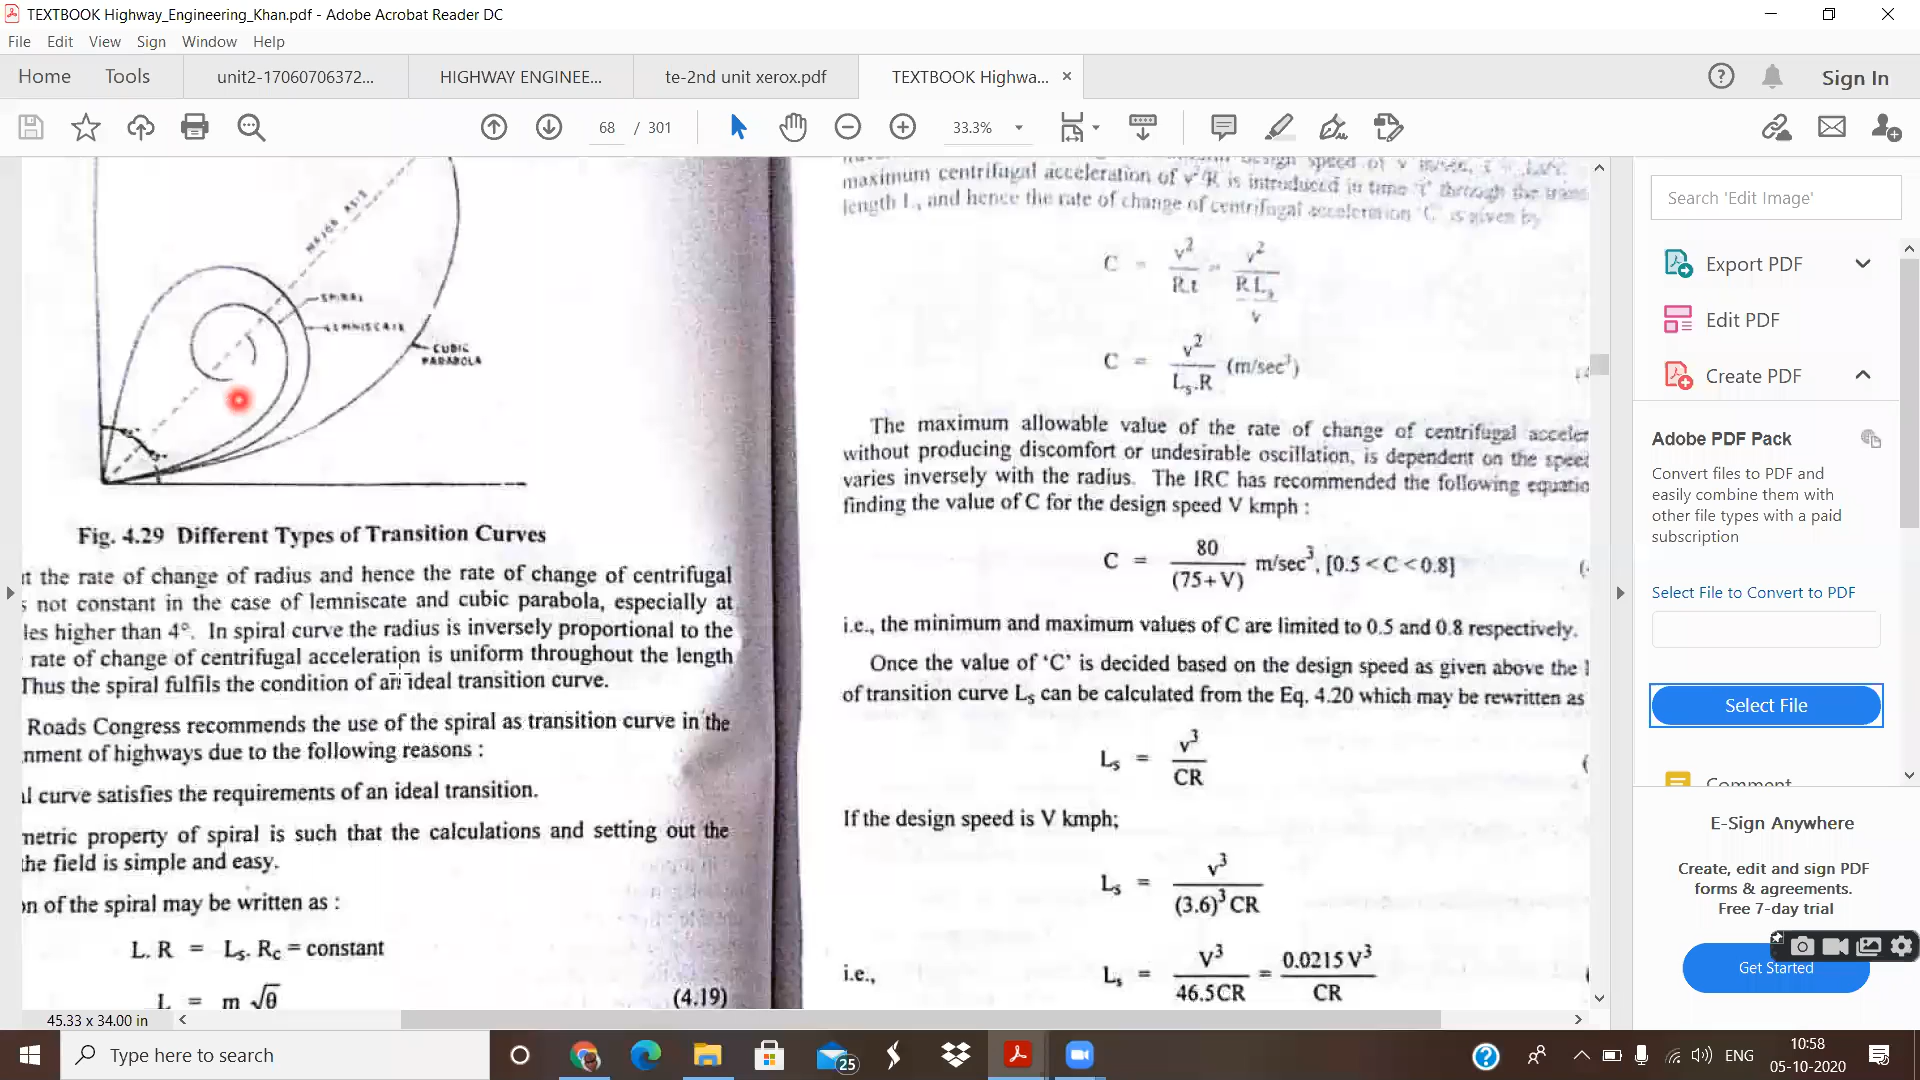 TEXTBOOK Highway_Engineering_Khan.pdf - Adobe Acrobat Reader DC
File Edit View Sign Window Help
Home Tools unit2-17060706372... HIGHWAY ENGINEE... te-2nd unit xerox.pdf TEXTBOOK Highwa... × Sign In
68 / 301 33.3%
MAJOR AXIS
SPIRAL
LEMNISCATE
CUBIC
PARABOLA
Fig. 4.29 Different Types of Transition Curves
the rate of change of radius and hence the rate of change of centrifugal
not constant in the case of lemniscate and cubic parabola, especially at
les higher than 4°. In spiral curve the radius is inversely proportional to the
rate of change of centrifugal acceleration is uniform throughout the length
Thus the spiral fulfils the condition of an ideal transition curve.
Roads Congress recommends the use of the spiral as transition curve in the
nment of highways due to the following reasons :
l curve satisfies the requirements of an ideal transition.
metric property of spiral is such that the calculations and setting out the
the field is simple and easy.
on of the spiral may be written as :
L. R = Ls. Rc = constant
L = m √θ
(4.19)
design speed of v
maximum centrifugal acceleration of v²/R is introduced in time 't' through the
length Ls and hence the rate of change of centrifugal acceleration 'C' is given by
C = v² / R.t = v² / (R Ls / v)
C = v² / Ls.R (m/sec³)
The maximum allowable value of the rate of change of centrifugal acceler
without producing discomfort or undesirable oscillation, is dependent on the speed
varies inversely with the radius. The IRC has recommended the following equatio
finding the value of C for the design speed V kmph :
C = 80 / (75+V) m/sec³, [0.5 < C < 0.8]
i.e., the minimum and maximum values of C are limited to 0.5 and 0.8 respectively.
Once the value of 'C' is decided based on the design speed as given above the
of transition curve Ls can be calculated from the Eq. 4.20 which may be rewritten as
Ls = v³ / CR
If the design speed is V kmph;
Ls = v³ / (3.6)³ CR
i.e., Ls = V³ / 46.5CR = 0.0215 V³ / CR
45.33 x 34.00 in
Search 'Edit Image'
Export PDF
Edit PDF
Create PDF
Adobe PDF Pack
Convert files to PDF and
easily combine them with
other file types with a paid
subscription
Select File to Convert to PDF
Select File
Comment
E-Sign Anywhere
Create, edit and sign PDF
forms & agreements.
Free 7-day trial
Get Started
Type here to search
25
ENG
10:58
05-10-2020